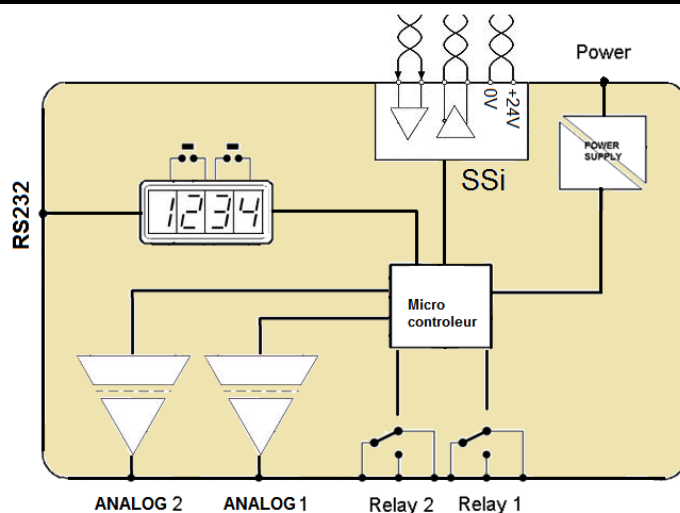 Power
0V
+24V
POWER
SUPPLY
SSi
1234
RS232
Micro
controleur
ANALOG 2
ANALOG 1
Relay 2
Relay 1